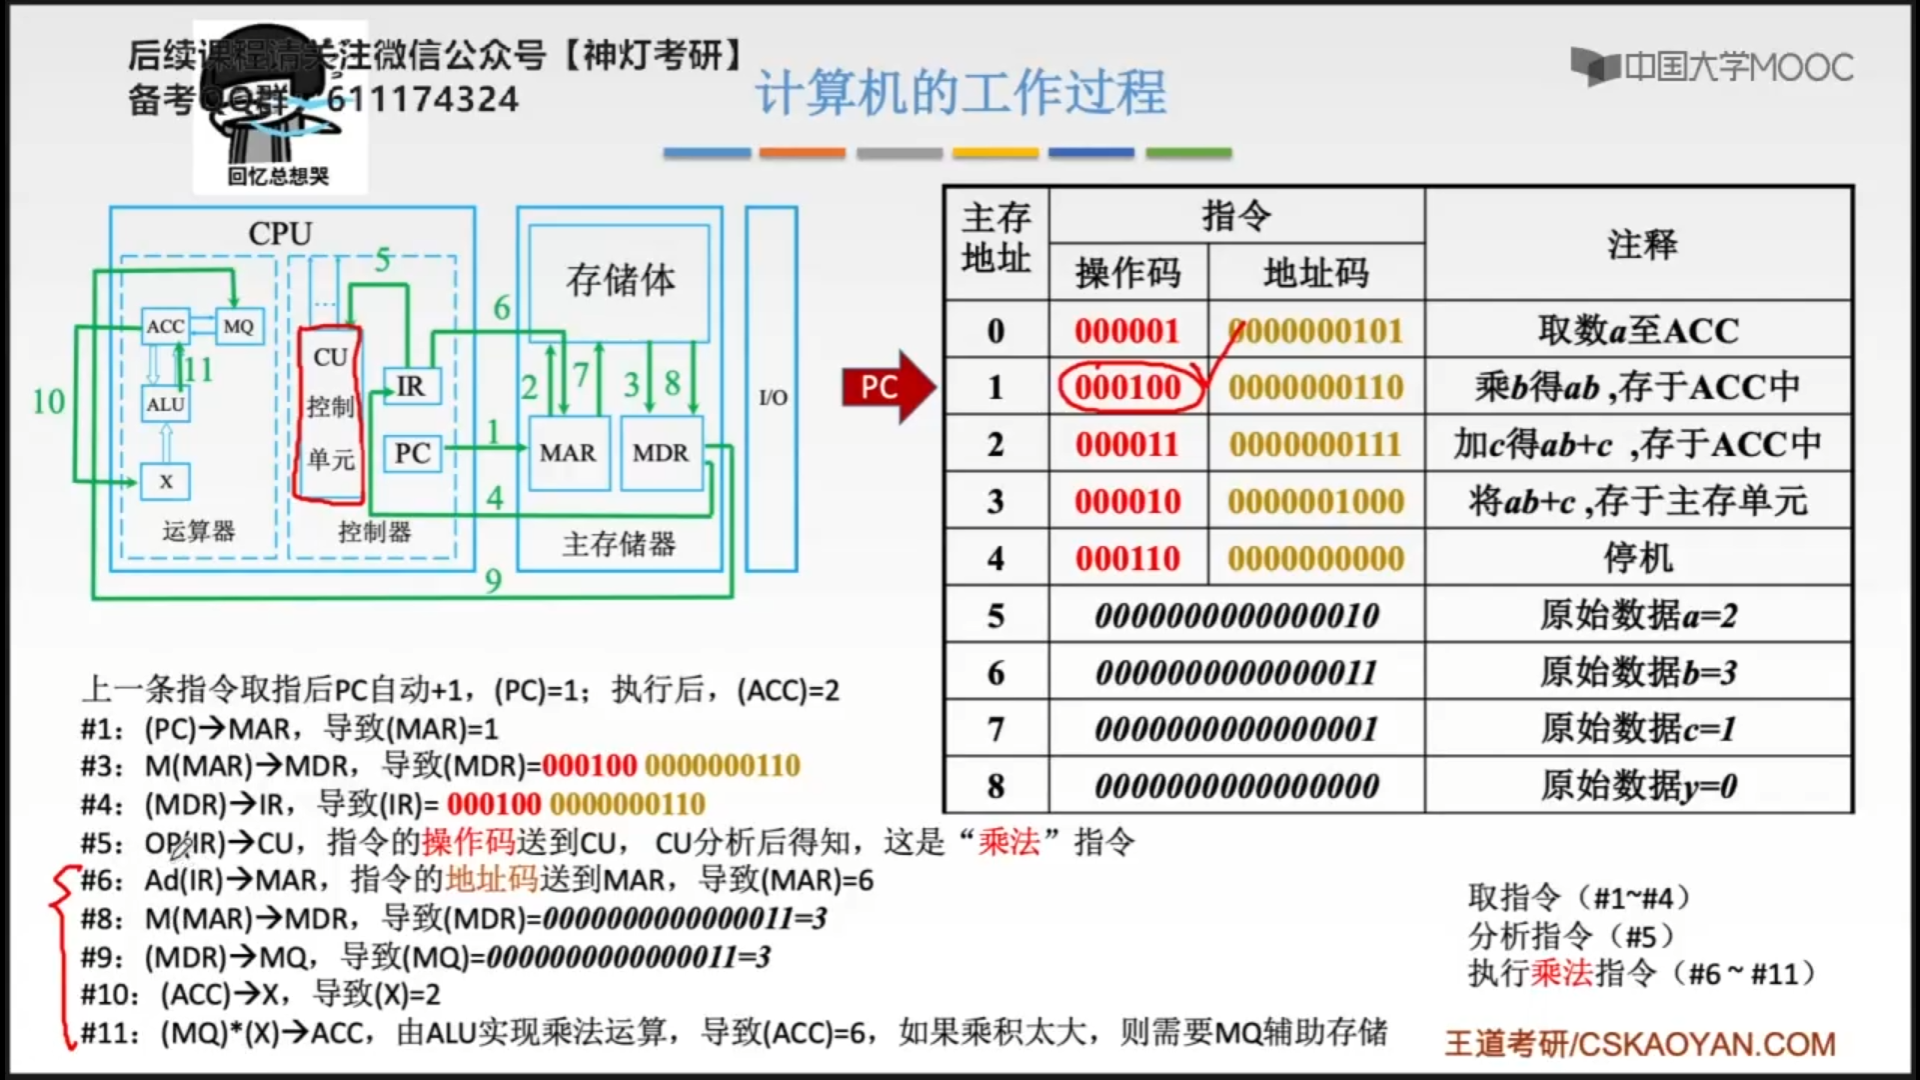 后续课程请关注微信公众号【神灯考研】
备考QQ群：611174324
回忆总想哭
计算机的工作过程
中国大学MOOC
CPU
ACC
MQ
ALU
X
运算器
CU
控制
单元
IR
PC
控制器
存储体
MAR
MDR
主存储器
I/O
1
2
3
4
5
6
7
8
9
10
11
PC
主存地址 指令 注释
操作码 地址码
0 000001 0000000101 取数a至ACC
1 000100 0000000110 乘b得ab ,存于ACC中
2 000011 0000000111 加c得ab+c ,存于ACC中
3 000010 0000001000 将ab+c ,存于主存单元
4 000110 0000000000 停机
5 0000000000000010 原始数据a=2
6 0000000000000011 原始数据b=3
7 0000000000000001 原始数据c=1
8 0000000000000000 原始数据y=0
上一条指令取指后PC自动+1，(PC)=1；执行后，(ACC)=2
#1：(PC)→MAR，导致(MAR)=1
#3：M(MAR)→MDR，导致(MDR)=000100 0000000110
#4：(MDR)→IR，导致(IR)= 000100 0000000110
#5：OP(IR)→CU，指令的操作码送到CU， CU分析后得知，这是“乘法”指令
#6：Ad(IR)→MAR，指令的地址码送到MAR，导致(MAR)=6
#8：M(MAR)→MDR，导致(MDR)=0000000000000011=3
#9：(MDR)→MQ，导致(MQ)=0000000000000011=3
#10：(ACC)→X，导致(X)=2
#11：(MQ)*(X)→ACC，由ALU实现乘法运算，导致(ACC)=6，如果乘积太大，则需要MQ辅助存储
取指令（#1~#4）
分析指令（#5）
执行乘法指令（#6 ~ #11）
王道考研/CSKAOYAN.COM